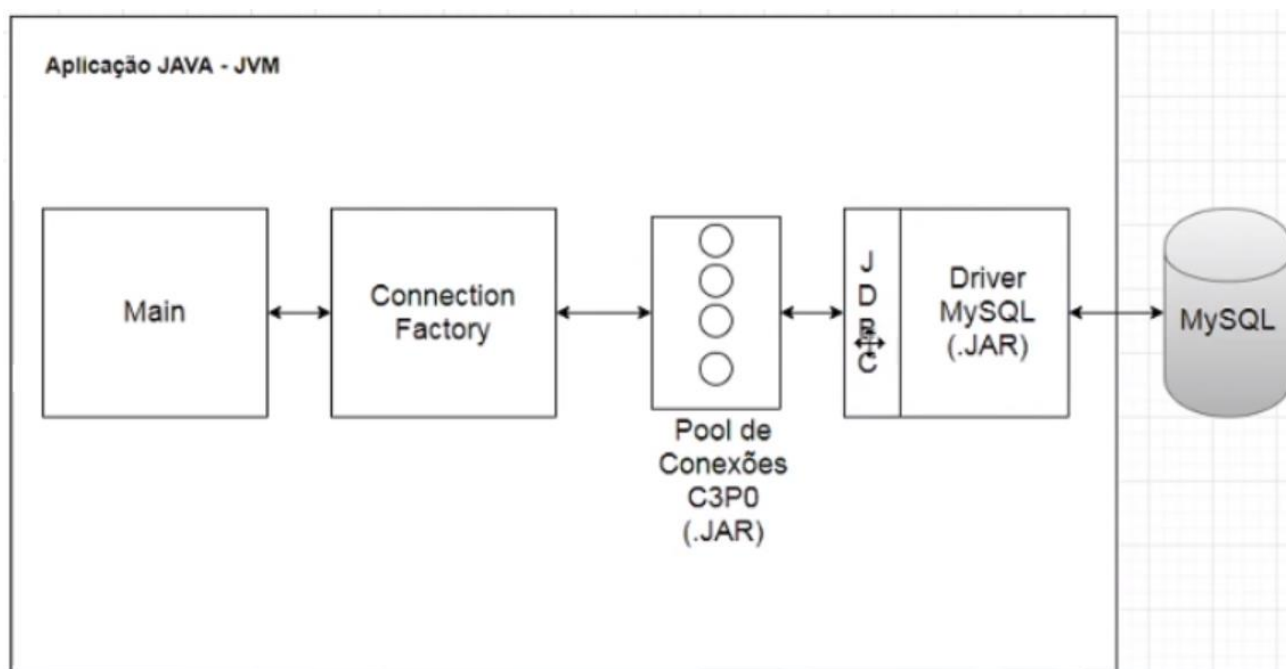 Aplicação JAVA - JVM
Main
Connection
Factory
Pool de
Conexões
C3P0
(.JAR)
J
D
B
C
Driver
MySQL
(.JAR)
MySQL